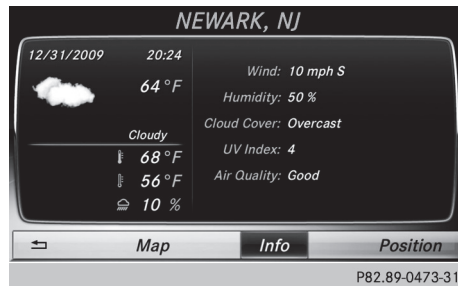 NEWARK, NJ
12/31/2009 20:24
64°F
Cloudy
68°F
56°F
10 %
Wind: 10 mph S
Humidity: 50 %
Cloud Cover: Overcast
UV Index: 4
Air Quality: Good
Map Info Position
P82.89-0473-31